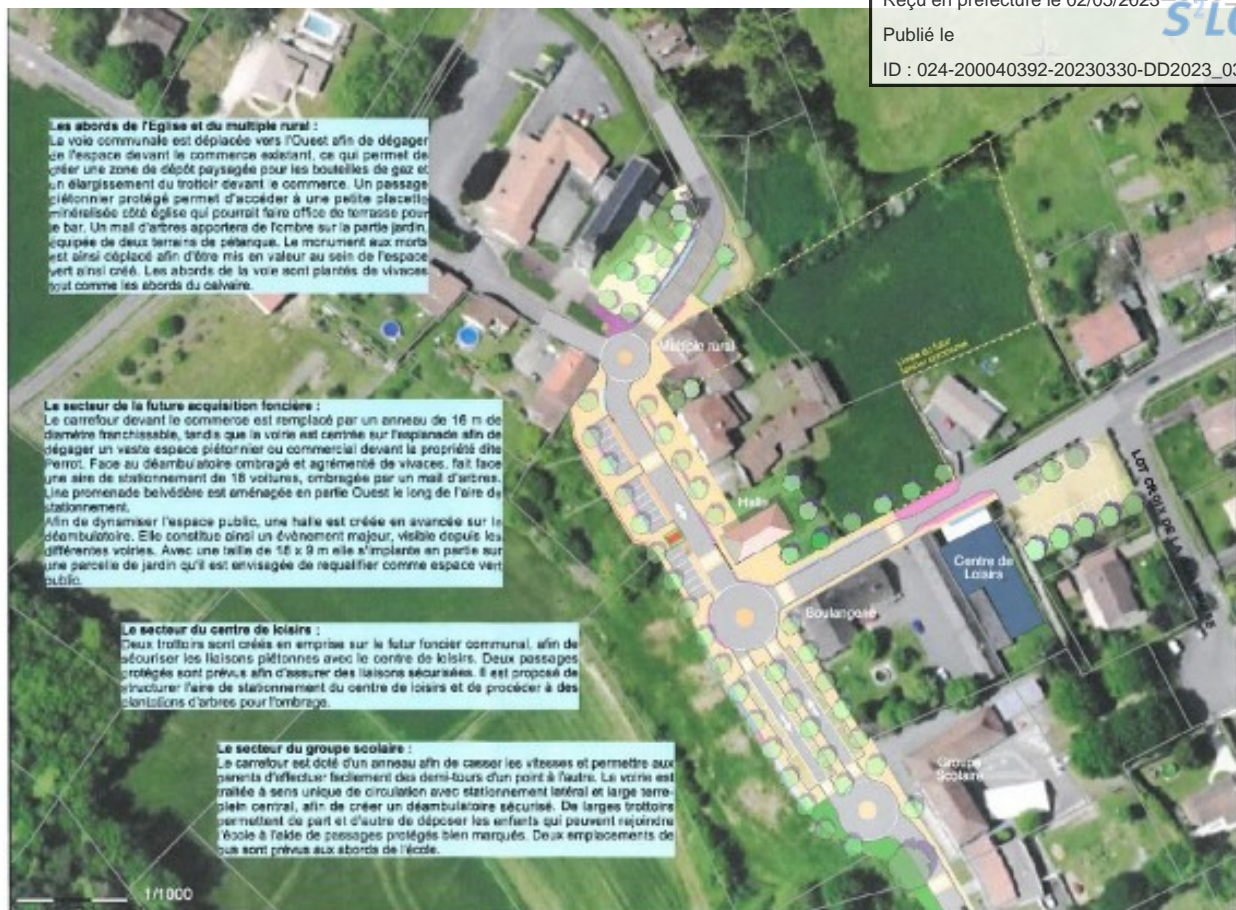 Reçu en préfecture le 02/05/2023
Publié le
ID : 024-200040392-20230330-DD2023_03
Les abords de l'Eglise et du multiple rural :
La voie communale est déplacée vers l'Ouest afin de dégager
de l'espace devant le commerce existant, ce qui permet de
créer une zone de dépôt paysagée pour les bouteilles de gaz et
un élargissement du trottoir devant le commerce. Un passage
piétonnier protégé permet d'accéder à une petite placette
minéralisée côté église qui pourrait faire office de terrasse pour
le bar. Un mail d'arbres apportera de l'ombre sur la partie jardin,
équipée de deux terrains de pétanque. Le monument aux morts
est ainsi déplacé afin d'être mis en valeur au sein de l'espace
vert ainsi créé. Les abords de la voie sont plantés de vivaces
tout comme les abords du calvaire.
Multiple rural
Le secteur de la future acquisition foncière :
Le carrefour devant le commerce est remplacé par un anneau de 16 m de
diamètre franchissable, tandis que la voirie est centrée sur l'esplanade afin de
dégager un vaste espace piétonnier ou commercial devant la propriété dite
Perrot. Face au déambulatoire ombragé et agrémenté de vivaces, fait face
une aire de stationnement de 18 voitures, ombragée par un mail d'arbres.
Une promenade belvédère est aménagée en partie Ouest le long de l'aire de
stationnement.
Afin de dynamiser l'espace public, une halle est créée en avancée sur le
déambulatoire. Elle constitue ainsi un évènement majeur, visible depuis les
différentes voiries. Avec une taille de 18 x 9 m elle s'implante en partie sur
une parcelle de jardin qu'il est envisagée de requalifier comme espace vert
public.
Halle
LOT CROIX DE LA
Centre de
Loisirs
Boulangerie
Le secteur du centre de loisirs :
Deux trottoirs sont créés en emprise sur le futur foncier communal, afin de
sécuriser les liaisons piétonnes avec le centre de loisirs. Deux passages
protégés sont prévus afin d'assurer des liaisons sécurisées. Il est proposé de
structurer l'aire de stationnement du centre de loisirs et de procéder à des
plantations d'arbres pour l'ombrage.
Le secteur du groupe scolaire :
Le carrefour est doté d'un anneau afin de casser les vitesses et permettre aux
parents d'effectuer facilement des demi-tours d'un point à l'autre. La voirie est
traitée à sens unique de circulation avec stationnement latéral et large terre-
plein central, afin de créer un déambulatoire sécurisé. De larges trottoirs
permettent de part et d'autre de déposer les enfants qui peuvent rejoindre
l'école à l'aide de passages protégés bien marqués. Deux emplacements de
bus sont prévus aux abords de l'école.
Groupe
Scolaire
1/1000